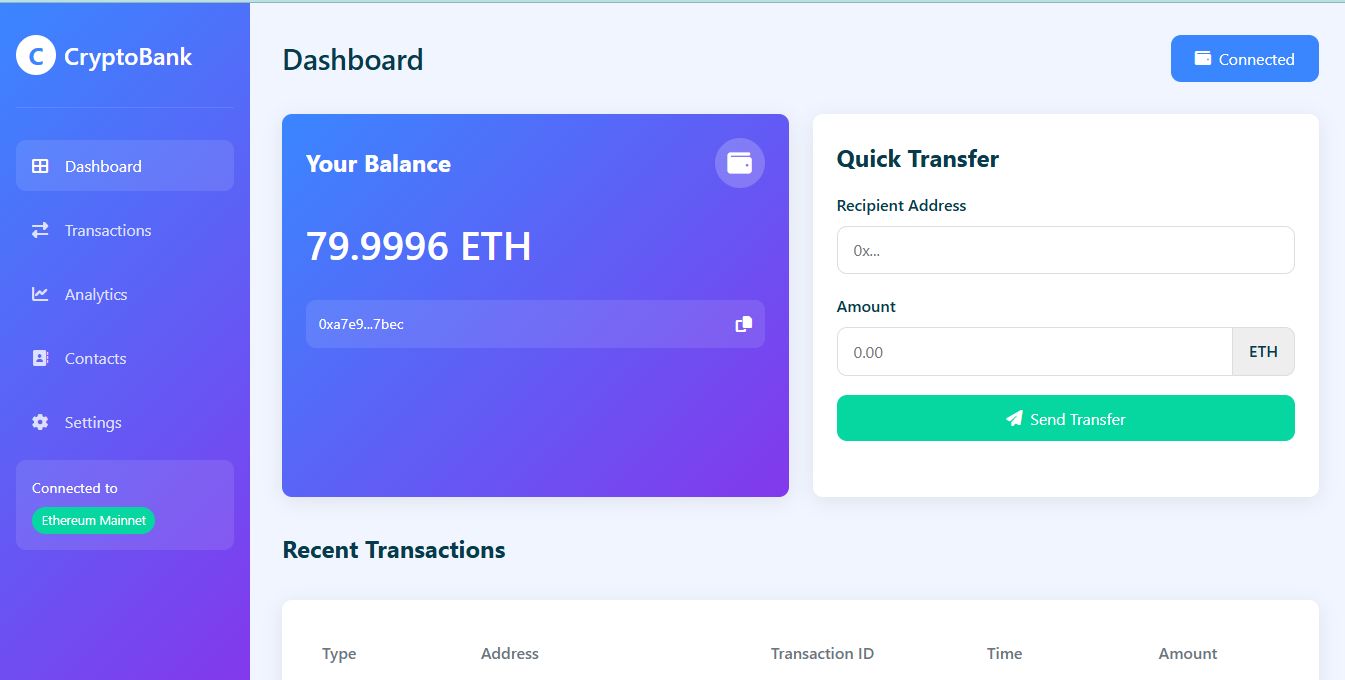 C CryptoBank
Dashboard
Transactions
Analytics
Contacts
Settings
Connected to
Ethereum Mainnet
Dashboard
Connected
Your Balance
79.9996 ETH
0xa7e9...7bec
Quick Transfer
Recipient Address
0x...
Amount
0.00 ETH
Send Transfer
Recent Transactions
Type Address Transaction ID Time Amount